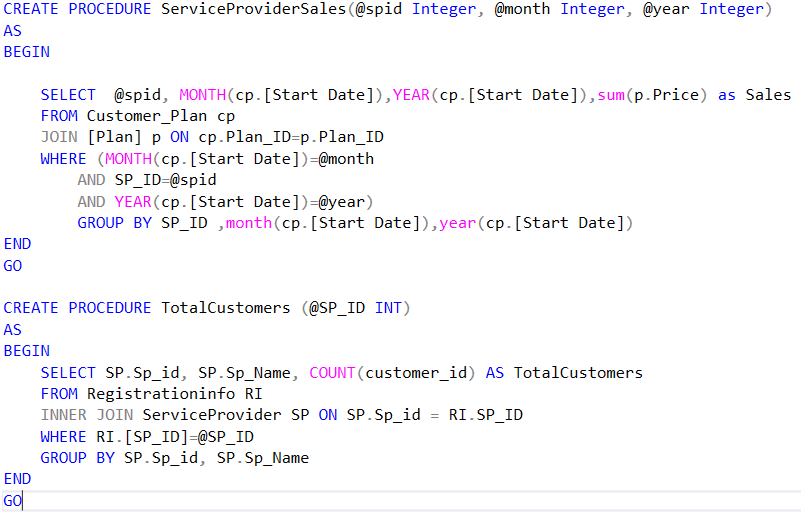 CREATE PROCEDURE ServiceProviderSales(@spid Integer, @month Integer, @year Integer)
AS
BEGIN
SELECT  @spid, MONTH(cp.[Start Date]),YEAR(cp.[Start Date]),sum(p.Price) as Sales
FROM Customer_Plan cp
JOIN [Plan] p ON cp.Plan_ID=p.Plan_ID
WHERE (MONTH(cp.[Start Date])=@month
AND SP_ID=@spid
AND YEAR(cp.[Start Date])=@year)
GROUP BY SP_ID ,month(cp.[Start Date]),year(cp.[Start Date])
END
GO
CREATE PROCEDURE TotalCustomers (@SP_ID INT)
AS
BEGIN
SELECT SP.Sp_id, SP.Sp_Name, COUNT(customer_id) AS TotalCustomers
FROM Registrationinfo RI
INNER JOIN ServiceProvider SP ON SP.Sp_id = RI.SP_ID
WHERE RI.[SP_ID]=@SP_ID
GROUP BY SP.Sp_id, SP.Sp_Name
END
GO